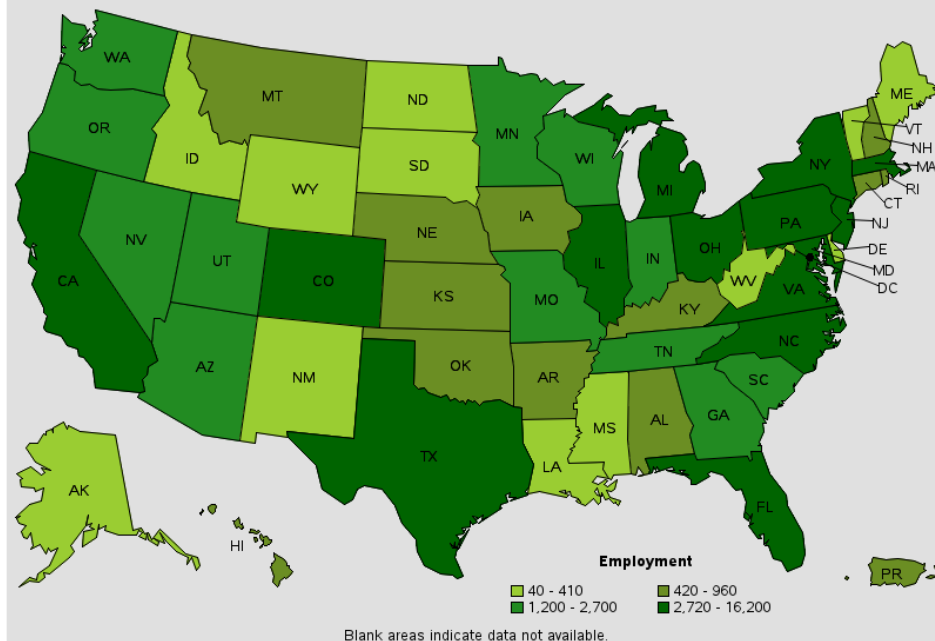 WA
MT
ND
ME
OR
MN
VT
ID
SD
WI
NH
NY
MA
WY
MI
RI
CT
IA
PA
NE
NJ
NV
OH
DE
UT
IL
IN
MD
CA
CO
WV
VA
DC
KS
MO
KY
NC
TN
AZ
OK
NM
AR
SC
MS
AL
GA
TX
LA
AK
FL
HI
PR
Employment
40 - 410
420 - 960
1,200 - 2,700
2,720 - 16,200
Blank areas indicate data not available.